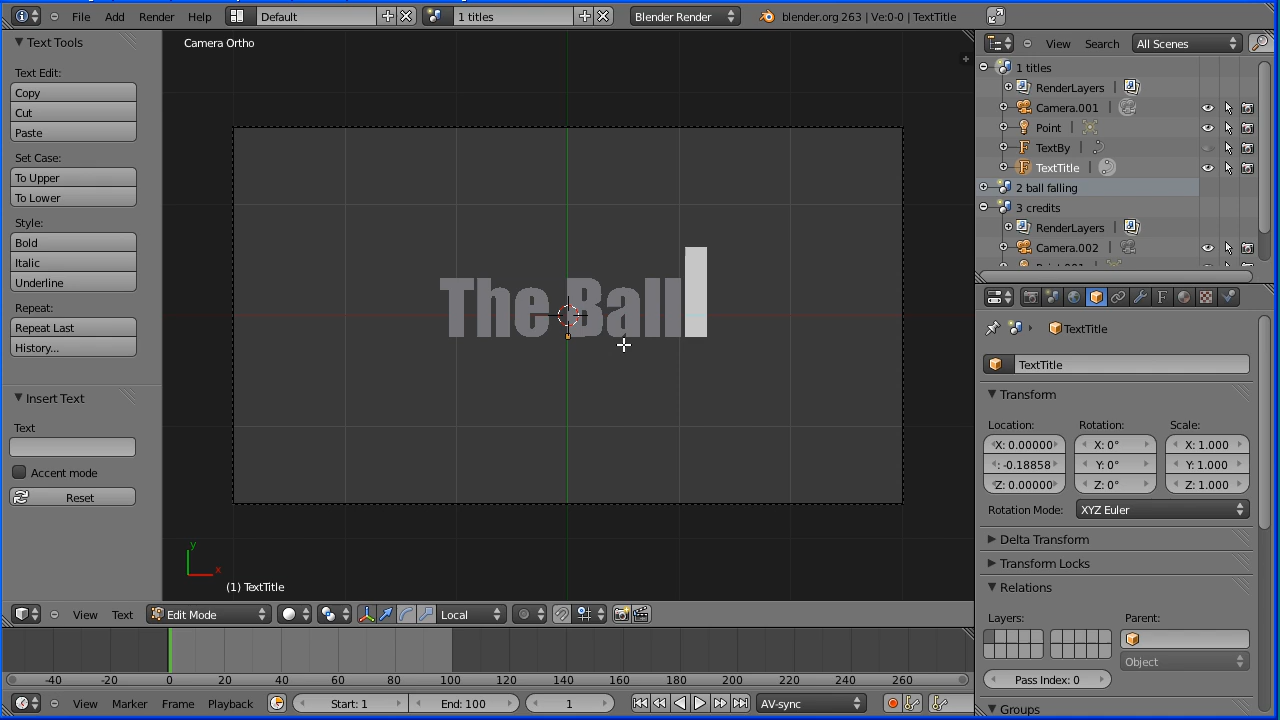 File Add Render Help Default 1 titles Blender Render blender.org 263 | Ve:0-0 | TextTitle
Text Tools
Text Edit:
Copy
Cut
Paste
Set Case:
To Upper
To Lower
Style:
Bold
Italic
Underline
Repeat:
Repeat Last
History...
Insert Text
Text
Accent mode
Reset
Camera Ortho
The Ball
y
x
(1) TextTitle
View Text Edit Mode Local
-40 -20 0 20 40 60 80 100 120 140 160 180 200 220 240 260
View Marker Frame Playback Start: 1 End: 100 1 AV-sync
View Search All Scenes
1 titles
RenderLayers
Camera.001
Point
TextBy
TextTitle
2 ball falling
3 credits
RenderLayers
Camera.002
TextTitle
TextTitle
Transform
Location: Rotation: Scale:
X: 0.00000 X: 0° X: 1.000
: -0.18858 Y: 0° Y: 1.000
Z: 0.00000 Z: 0° Z: 1.000
Rotation Mode: XYZ Euler
Delta Transform
Transform Locks
Relations
Layers: Parent:
Object
Pass Index: 0
Groups